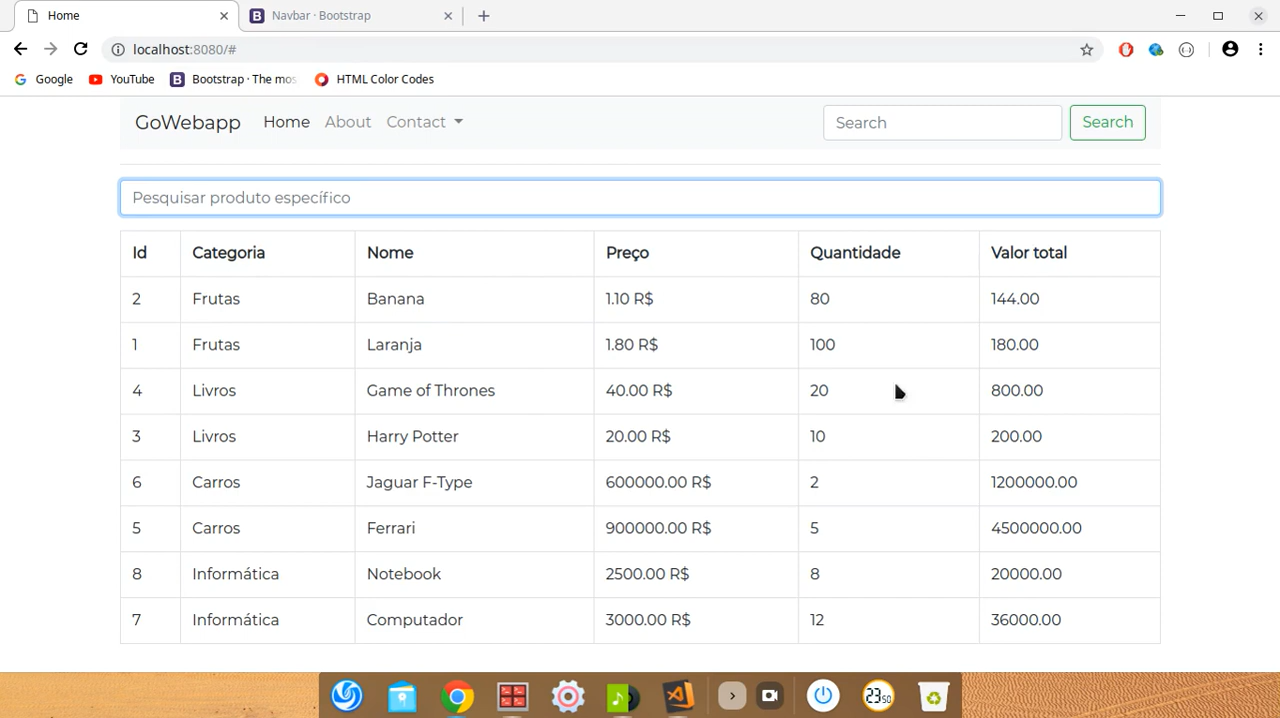 Home
Navbar · Bootstrap
localhost:8080/#
Google
YouTube
Bootstrap · The mos
HTML Color Codes
GoWebapp
Home
About
Contact
Search
Search
Pesquisar produto específico
Id Categoria Nome Preço Quantidade Valor total
2 Frutas Banana 1.10 R$ 80 144.00
1 Frutas Laranja 1.80 R$ 100 180.00
4 Livros Game of Thrones 40.00 R$ 20 800.00
3 Livros Harry Potter 20.00 R$ 10 200.00
6 Carros Jaguar F-Type 600000.00 R$ 2 1200000.00
5 Carros Ferrari 900000.00 R$ 5 4500000.00
8 Informática Notebook 2500.00 R$ 8 20000.00
7 Informática Computador 3000.00 R$ 12 36000.00
23 50